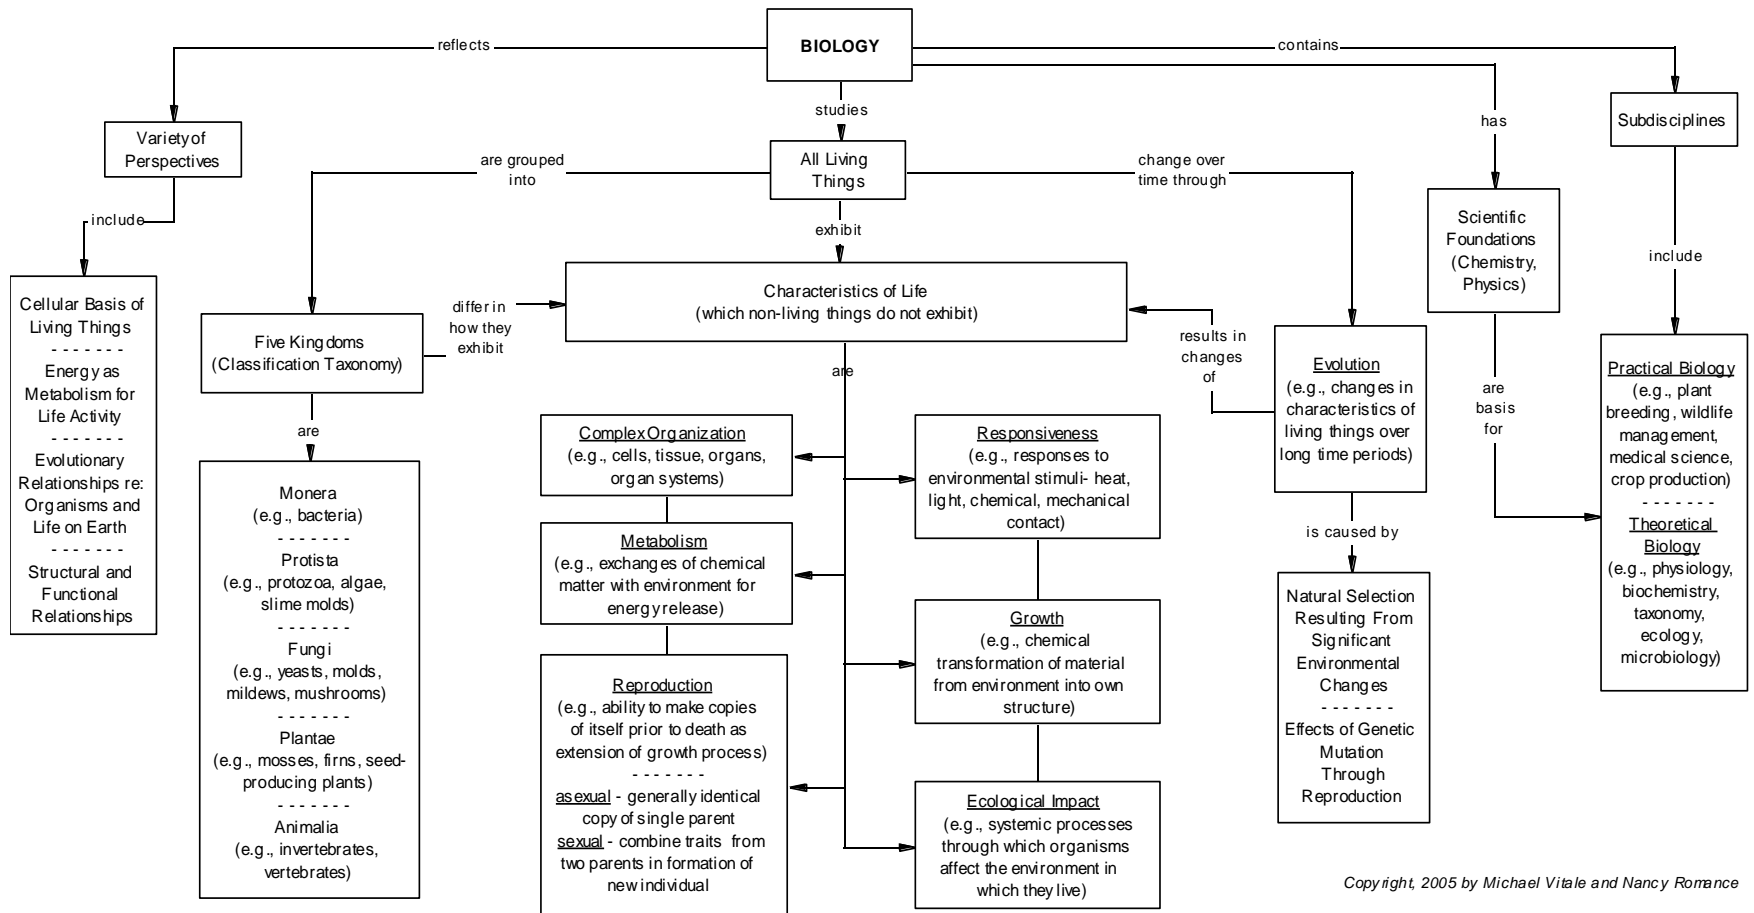 BIOLOGY
reflects
contains
studies
has
Variety of
Perspectives
include
Cellular Basis of
Living Things
- - - - - - -
Energy as
Metabolism for
Life Activity
- - - - - - -
Evolutionary
Relationships re:
Organisms and
Life on Earth
- - - - - - -
Structural and
Functional
Relationships
All Living
Things
are grouped
into
change over
time through
exhibit
Five Kingdoms
(Classification Taxonomy)
differ in
how they
exhibit
are
Monera
(e.g., bacteria)
- - - - - - -
Protista
(e.g., protozoa, algae,
slime molds)
- - - - - - -
Fungi
(e.g., yeasts, molds,
mildews, mushrooms)
- - - - - - -
Plantae
(e.g., mosses, firns, seed-
producing plants)
- - - - - - -
Animalia
(e.g., invertebrates,
vertebrates)
Characteristics of Life
(which non-living things do not exhibit)
are
Complex Organization
(e.g., cells, tissue, organs,
organ systems)
Metabolism
(e.g., exchanges of chemical
matter with environment for
energy release)
Reproduction
(e.g., ability to make copies
of itself prior to death as
extension of growth process)
- - - - - - -
asexual - generally identical
copy of single parent
sexual - combine traits from
two parents in formation of
new individual
Responsiveness
(e.g., responses to
environmental stimuli- heat,
light, chemical, mechanical
contact)
Growth
(e.g., chemical
transformation of material
from environment into own
structure)
Ecological Impact
(e.g., systemic processes
through which organisms
affect the environment in
which they live)
results in
changes
of
Evolution
(e.g., changes in
characteristics of
living things over
long time periods)
is caused by
Natural Selection
Resulting From
Significant
Environmental
Changes
- - - - - - -
Effects of Genetic
Mutation
Through
Reproduction
Scientific
Foundations
(Chemistry,
Physics)
are
basis
for
Subdisciplines
include
Practical Biology
(e.g., plant
breeding, wildlife
management,
medical science,
crop production)
- - - - - - -
Theoretical
Biology
(e.g., physiology,
biochemistry,
taxonomy,
ecology,
microbiology)
Copyright, 2005 by Michael Vitale and Nancy Romance